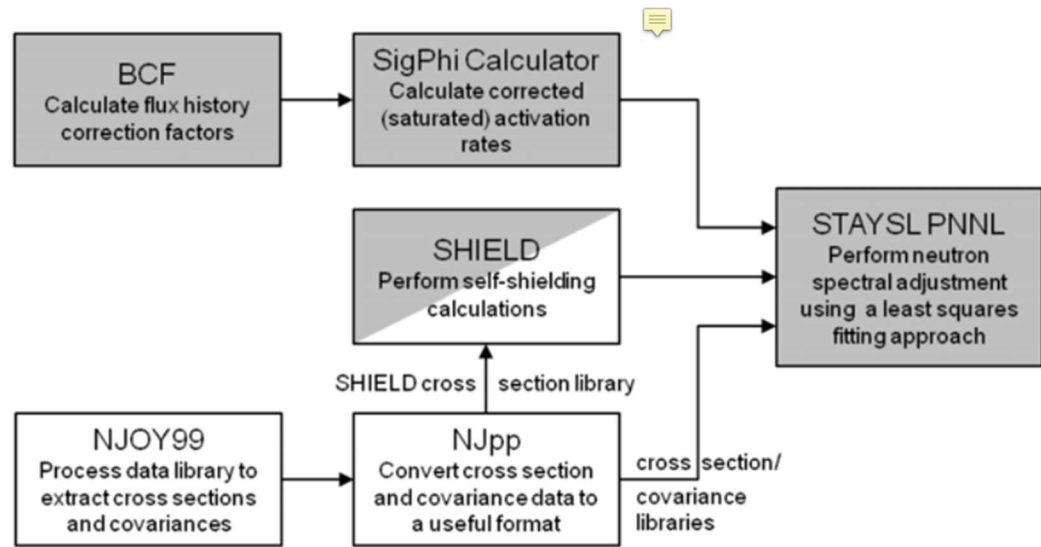 BCF
Calculate flux history
correction factors
SigPhi Calculator
Calculate corrected
(saturated) activation
rates
SHIELD
Perform self-shielding
calculations
STAYSL PNNL
Perform neutron
spectral adjustment
using a least squares
fitting approach
SHIELD cross section library
NJOY99
Process data library to
extract cross sections
and covariances
NJpp
Convert cross section
and covariance data to
a useful format
cross section/
covariance
libraries